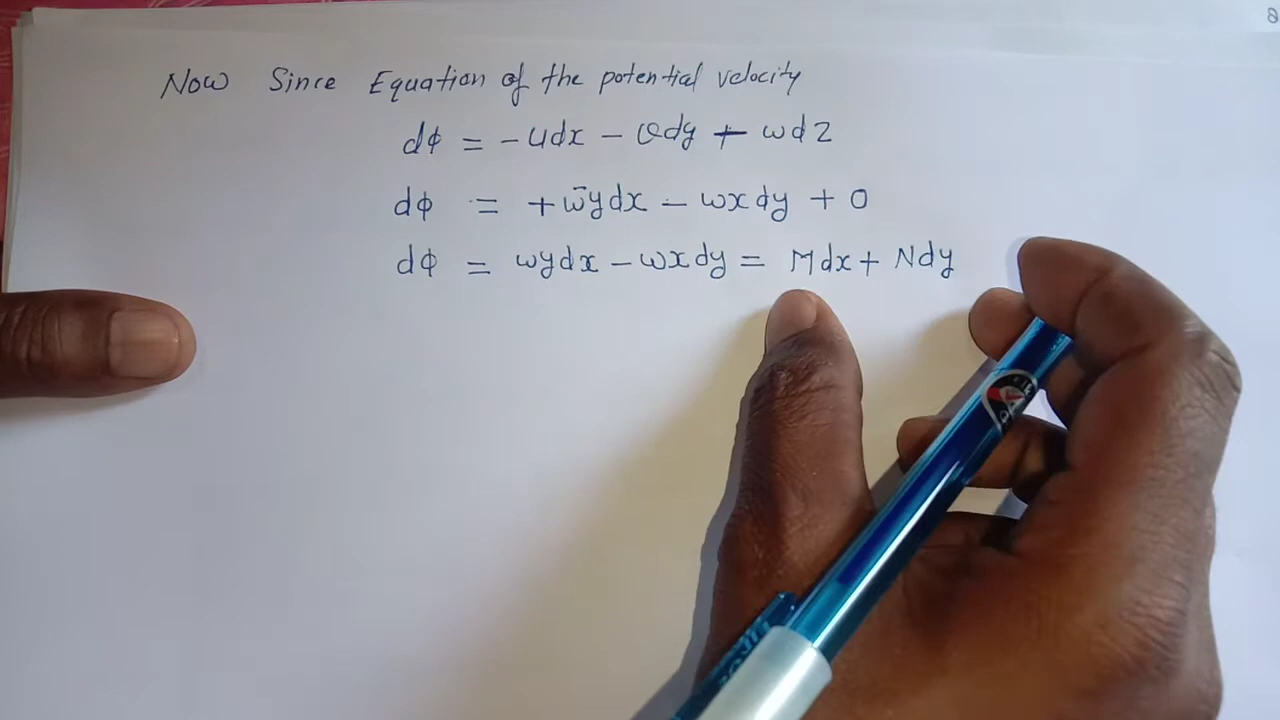 8
Now Since Equation of the potential velocity
dϕ = - udx - vdy + wdz
dϕ = + ωydx - ωxdy + 0
dϕ = ωydx - ωxdy = Mdx + Ndy